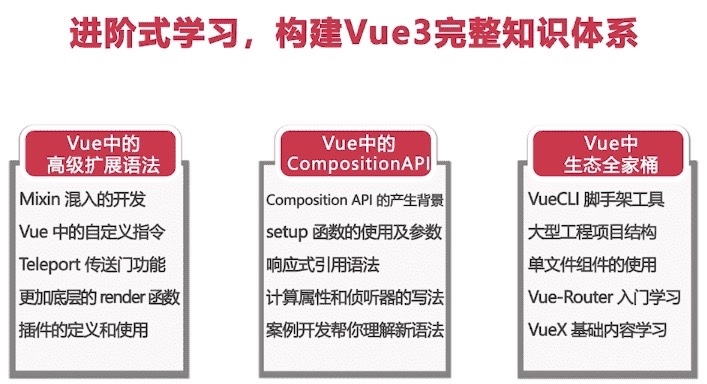 进阶式学习，构建Vue3完整知识体系
Vue中的
高级扩展语法
Mixin 混入的开发
Vue 中的自定义指令
Teleport 传送门功能
更加底层的 render 函数
插件的定义和使用
Vue中的
CompositionAPI
Composition API 的产生背景
setup 函数的使用及参数
响应式引用语法
计算属性和侦听器的写法
案例开发帮你理解新语法
Vue中
生态全家桶
VueCLI 脚手架工具
大型工程项目结构
单文件组件的使用
Vue-Router 入门学习
VueX 基础内容学习